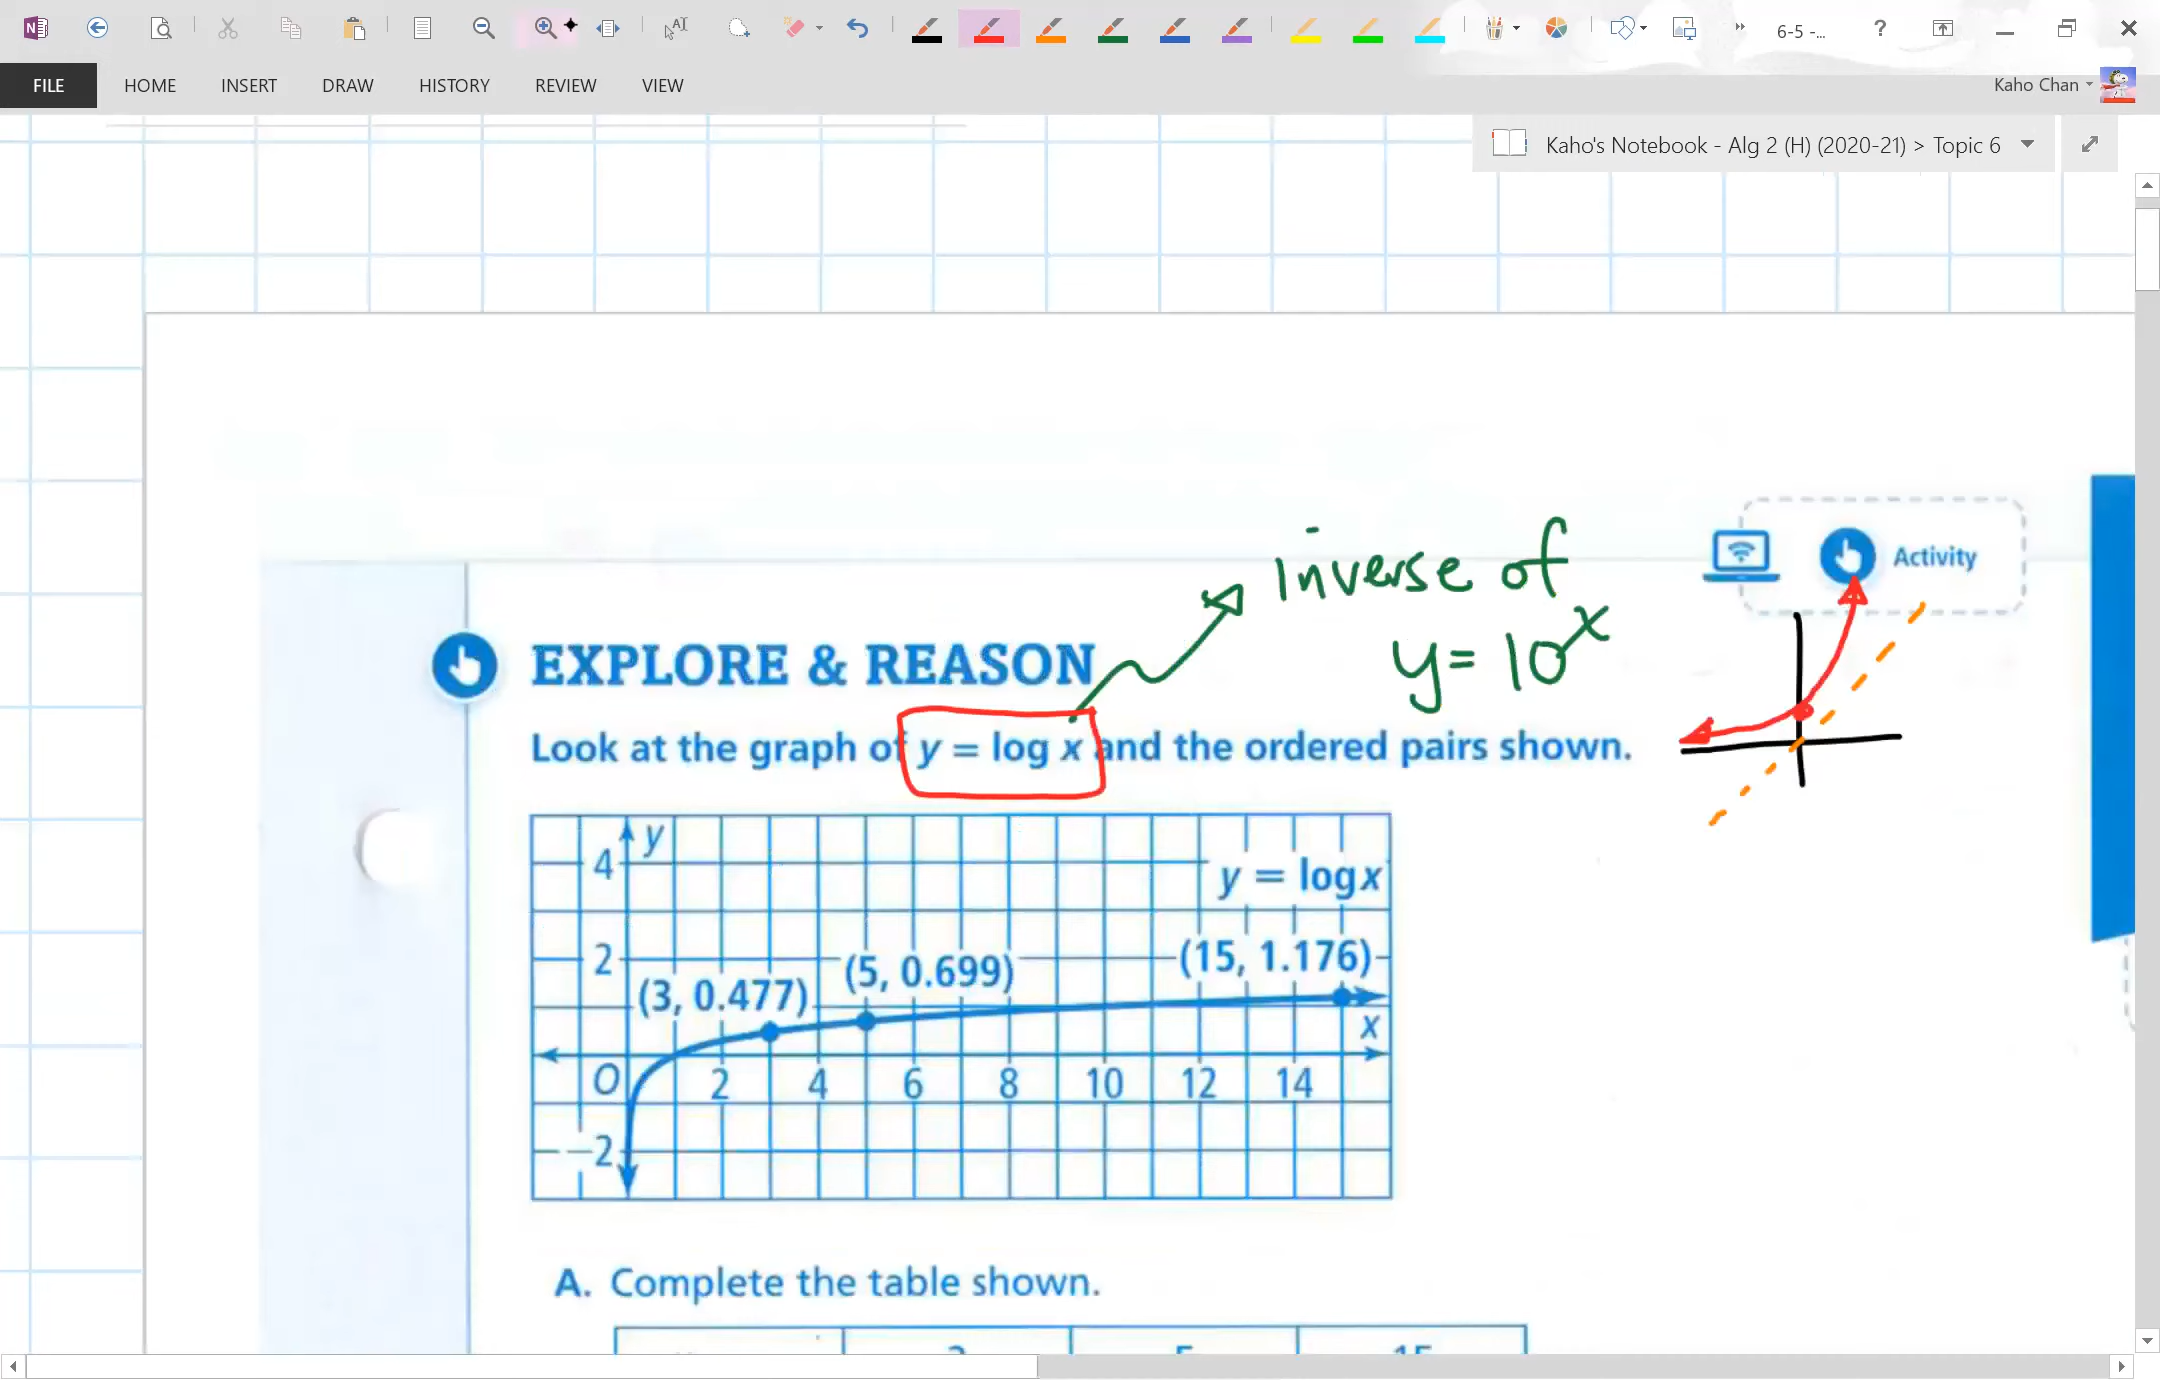 6-5 -...
?
FILE
HOME
INSERT
DRAW
HISTORY
REVIEW
VIEW
Kaho Chan
Kaho's Notebook - Alg 2 (H) (2020-21) > Topic 6
inverse of
y = 10^x
Activity
EXPLORE & REASON
Look at the graph of y = log x and the ordered pairs shown.
y
4
y = log x
2
(3, 0.477)
(5, 0.699)
(15, 1.176)
x
O
2
4
6
8
10
12
14
−2
A. Complete the table shown.